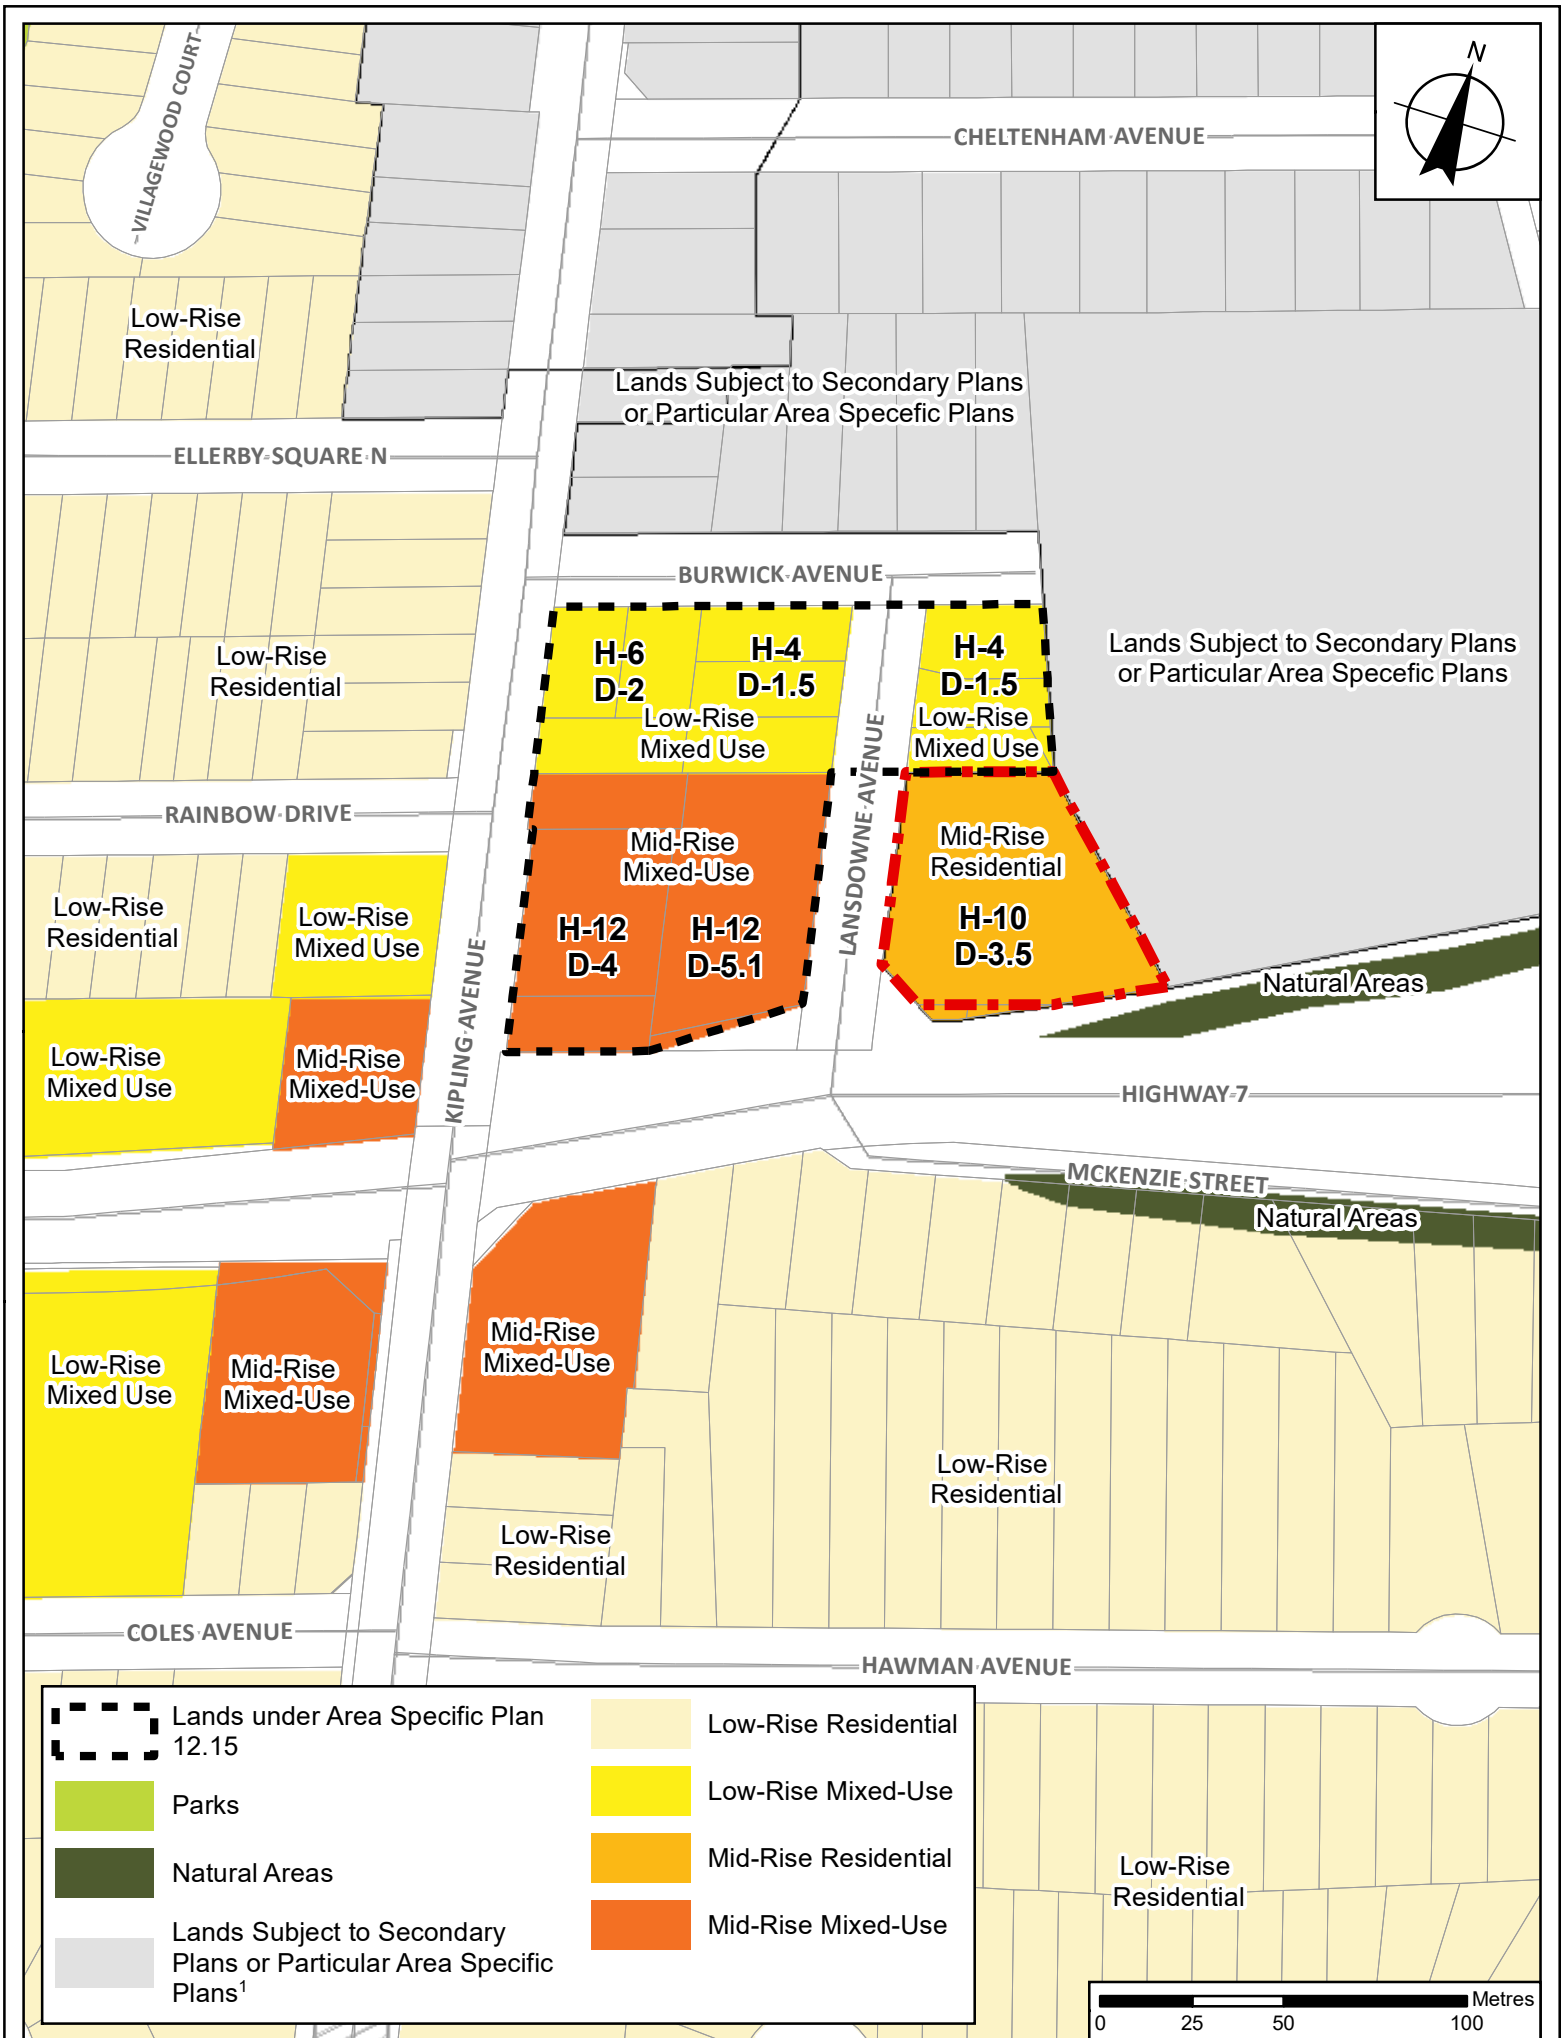 VILLAGEWOOD COURT
N
CHELTENHAM AVENUE
Low-Rise
Residential
Lands Subject to Secondary Plans
or Particular Area Specefic Plans
ELLERBY SQUARE N
BURWICK AVENUE
Low-Rise
Residential
H-6
D-2
H-4
D-1.5
Low-Rise
Mixed Use
H-4
D-1.5
Low-Rise
Mixed Use
Lands Subject to Secondary Plans
or Particular Area Specefic Plans
RAINBOW DRIVE
LANSDOWNE AVENUE
Mid-Rise
Mixed-Use
H-12
D-4
H-12
D-5.1
Mid-Rise
Residential
H-10
D-3.5
Low-Rise
Residential
Low-Rise
Mixed Use
KIPLING AVENUE
Natural Areas
Low-Rise
Mixed Use
Mid-Rise
Mixed-Use
HIGHWAY 7
MCKENZIE STREET
Natural Areas
Low-Rise
Mixed Use
Mid-Rise
Mixed-Use
Mid-Rise
Mixed-Use
Low-Rise
Residential
Low-Rise
Residential
COLES AVENUE
HAWMAN AVENUE
Lands under Area Specific Plan
12.15
Parks
Natural Areas
Lands Subject to Secondary
Plans or Particular Area Specific
Plans¹
Low-Rise Residential
Low-Rise Mixed-Use
Mid-Rise Residential
Mid-Rise Mixed-Use
Low-Rise
Residential
Metres
0 25 50 100